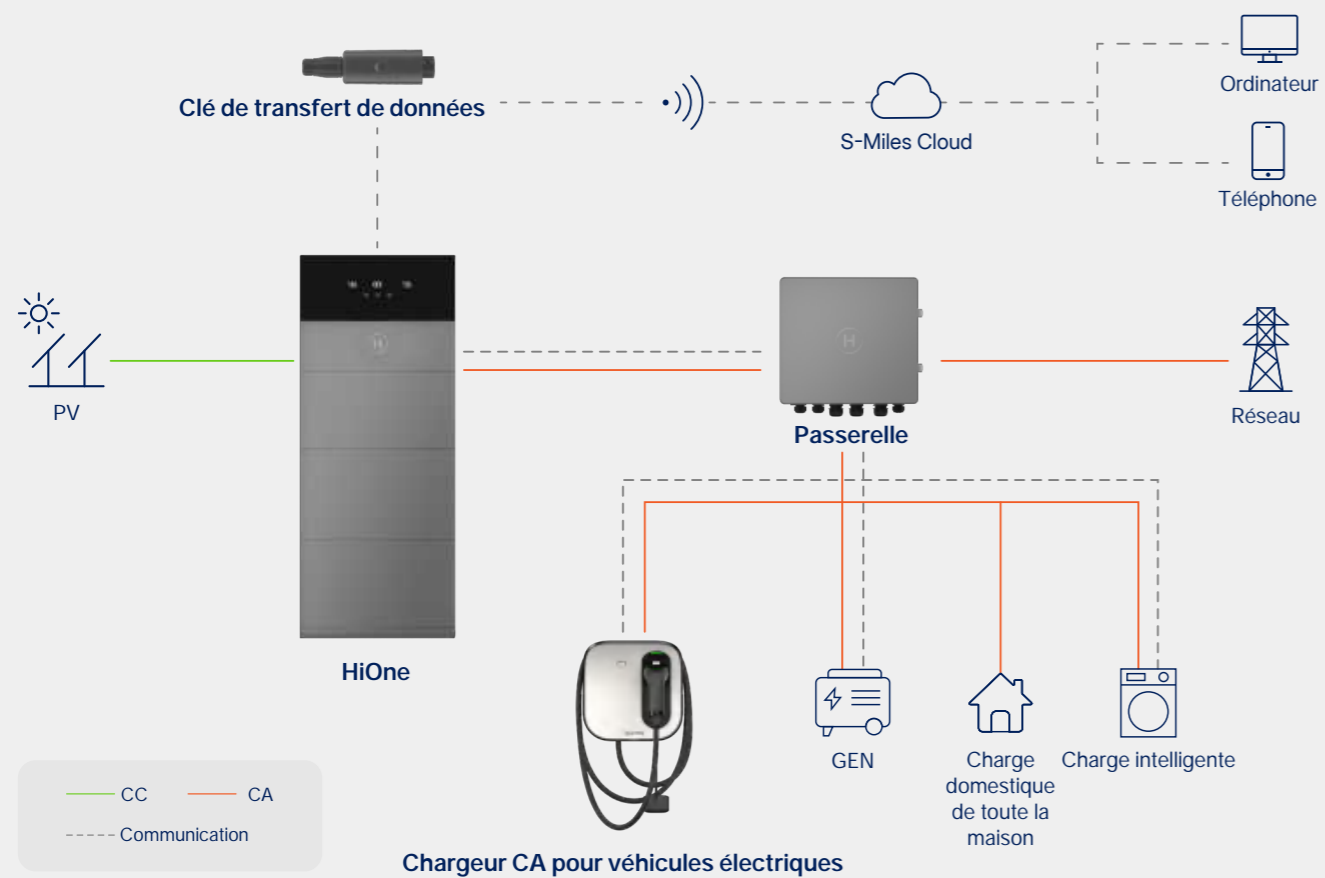 Ordinateur
Clé de transfert de données
S-Miles Cloud
Téléphone
H
H
PV
Réseau
Passerelle
HiOne
GEN
Charge
domestique
de toute la
maison
Charge intelligente
CC
CA
Communication
Chargeur CA pour véhicules électriques